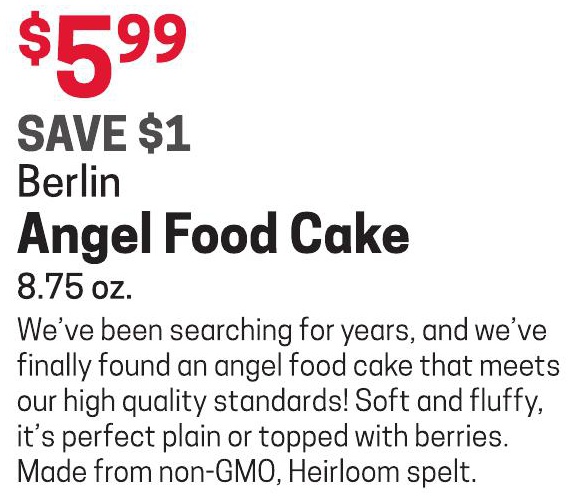 $5.99
SAVE $1
Berlin
Angel Food Cake
8.75 oz.
We've been searching for years, and we've
finally found an angel food cake that meets
our high quality standards! Soft and fluffy,
it's perfect plain or topped with berries.
Made from non-GMO, Heirloom spelt.